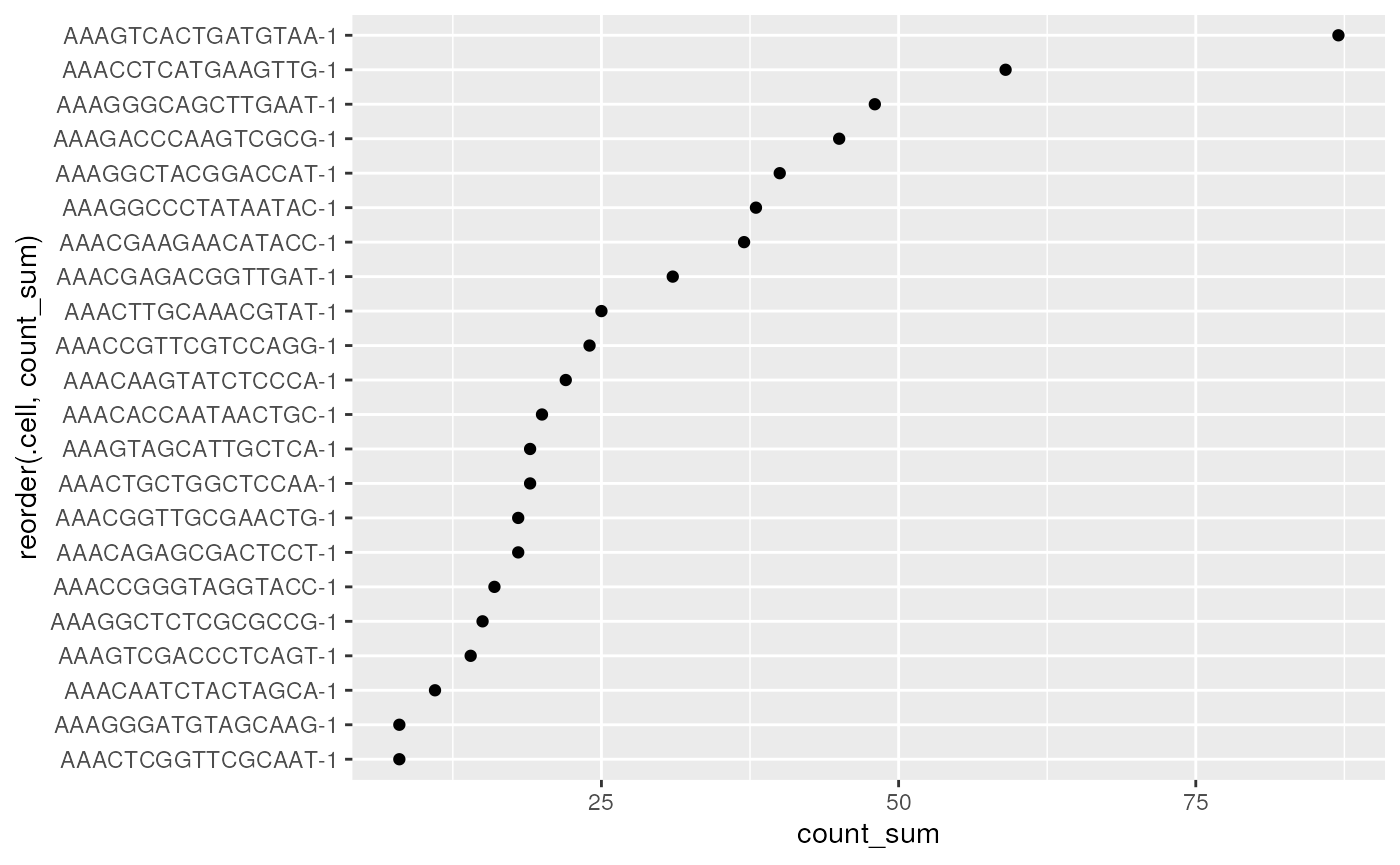 AAAGTCACTGATGTAA-1
AAACCTCATGAAGTTG-1
AAAGGGCAGCTTGAAT-1
AAAGACCCAAGTCGCG-1
AAAGGCTACGGACCAT-1
AAAGGCCCTATAATAC-1
AAACGAAGAACATACC-1
AAACGAGACGGTTGAT-1
AAACTTGCAAACGTAT-1
AAACCGTTCGTCCAGG-1
AAACAAGTATCTCCCA-1
AAACACCAATAACTGC-1
AAAGTAGCATTGCTCA-1
AAACTGCTGGCTCCAA-1
AAACGGTTGCGAACTG-1
AAACAGAGCGACTCCT-1
AAACCGGGTAGGTACC-1
AAAGGCTCTCGCGCCG-1
AAAGTCGACCCTCAGT-1
AAACAATCTACTAGCA-1
AAAGGGATGTAGCAAG-1
AAACTCGGTTCGCAAT-1
reorder(.cell, count_sum)
25 50 75
count_sum